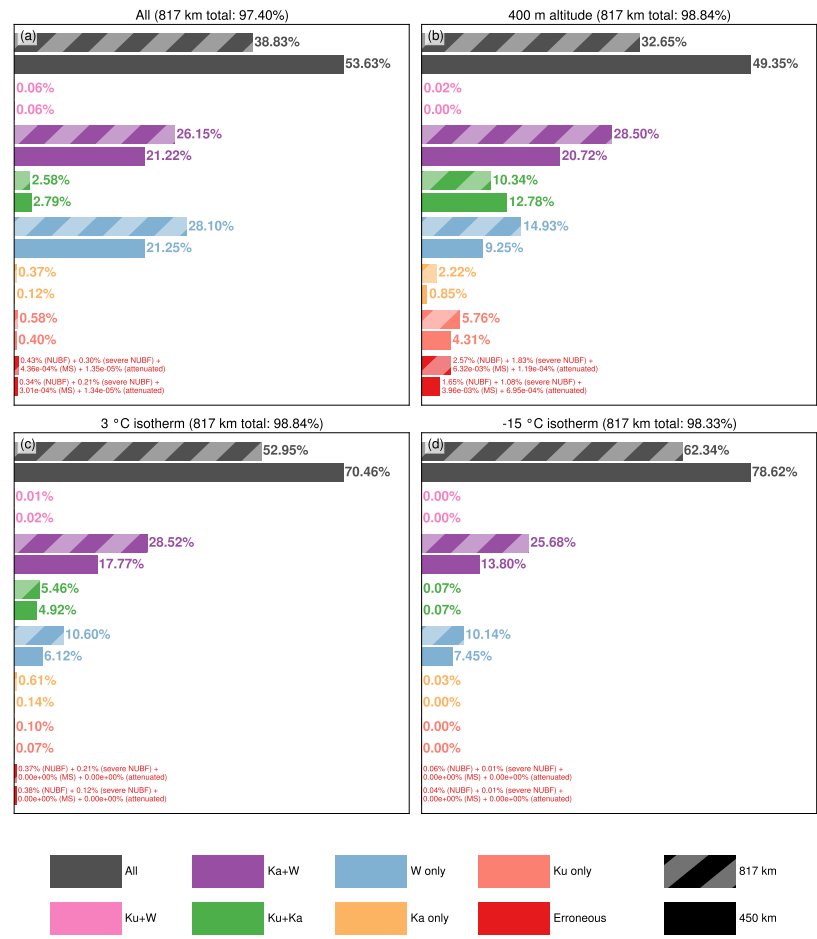 All (817 km total: 97.40%)
(a)
38.83%
53.63%
0.06%
0.06%
26.15%
21.22%
2.58%
2.79%
28.10%
21.25%
0.37%
0.12%
0.58%
0.40%
0.43% (NUBF) + 0.30% (severe NUBF) +
4.36e-04% (MS) + 1.35e-05% (attenuated)
0.34% (NUBF) + 0.21% (severe NUBF) +
3.01e-04% (MS) + 1.34e-05% (attenuated)
400 m altitude (817 km total: 98.84%)
(b)
32.65%
49.35%
0.02%
0.00%
28.50%
20.72%
10.34%
12.78%
14.93%
9.25%
2.22%
0.85%
5.76%
4.31%
2.57% (NUBF) + 1.83% (severe NUBF) +
6.32e-03% (MS) + 1.19e-04% (attenuated)
1.65% (NUBF) + 1.08% (severe NUBF) +
3.96e-03% (MS) + 6.95e-04% (attenuated)
3 °C isotherm (817 km total: 98.84%)
(c)
52.95%
70.46%
0.01%
0.02%
28.52%
17.77%
5.46%
4.92%
10.60%
6.12%
0.61%
0.14%
0.10%
0.07%
0.37% (NUBF) + 0.21% (severe NUBF) +
0.00e+00% (MS) + 0.00e+00% (attenuated)
0.38% (NUBF) + 0.12% (severe NUBF) +
0.00e+00% (MS) + 0.00e+00% (attenuated)
-15 °C isotherm (817 km total: 98.33%)
(d)
62.34%
78.62%
0.00%
0.00%
25.68%
13.80%
0.07%
0.07%
10.14%
7.45%
0.03%
0.00%
0.00%
0.00%
0.06% (NUBF) + 0.01% (severe NUBF) +
0.00e+00% (MS) + 0.00e+00% (attenuated)
0.04% (NUBF) + 0.01% (severe NUBF) +
0.00e+00% (MS) + 0.00e+00% (attenuated)
All
Ka+W
W only
Ku only
817 km
Ku+W
Ku+Ka
Ka only
Erroneous
450 km